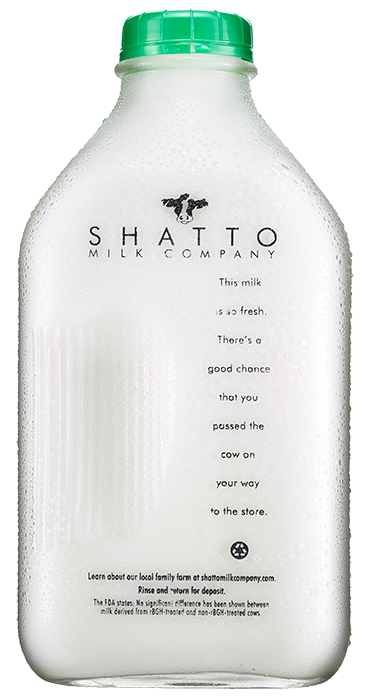 SHATTO
MILK COMPANY
This milk
is so fresh.
There's a
good chance
that you
passed the
cow on
your way
to the store.
Learn about our local family farm at shattomilkcompany.com.
Rinse and return for deposit.
The FDA states: No significant difference has been shown between
milk derived from rBGH-treated and non-rBGH-treated cows.